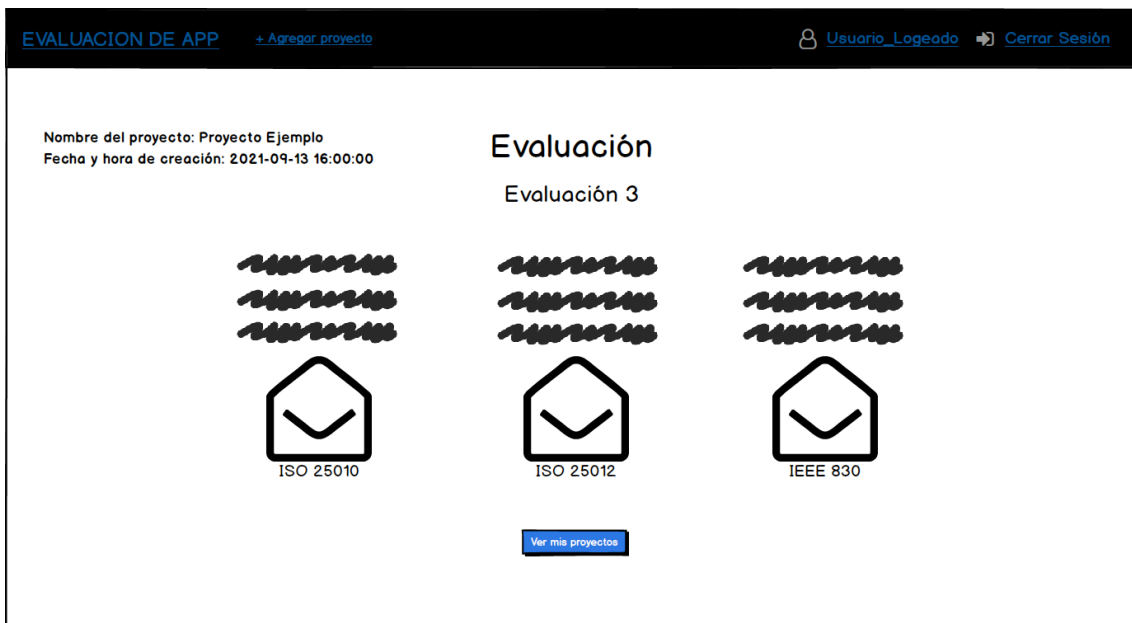 EVALUACION DE APP + Agregar proyecto Usuario_Logeado Cerrar Sesión
Nombre del proyecto: Proyecto Ejemplo
Fecha y hora de creación: 2021-09-13 16:00:00
Evaluación
Evaluación 3
ISO 25010 ISO 25012 IEEE 830
Ver mis proyectos